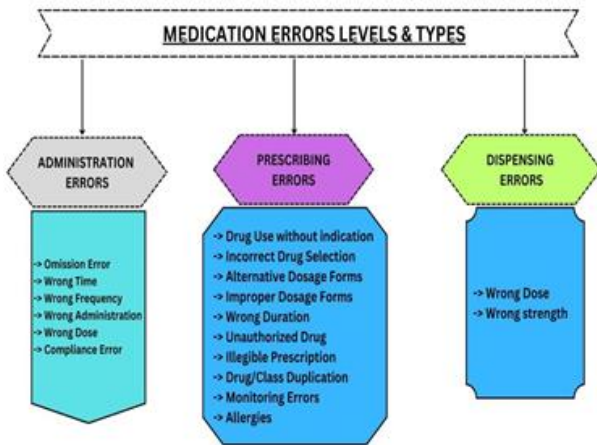 MEDICATION ERRORS LEVELS & TYPES
ADMINISTRATION
ERRORS
-> Omission Error
-> Wrong Time
-> Wrong Frequency
-> Wrong Administration
-> Wrong Dose
-> Compliance Error
PRESCRIBING
ERRORS
-> Drug Use without indication
-> Incorrect Drug Selection
-> Alternative Dosage Forms
-> Improper Dosage Forms
-> Wrong Duration
-> Unauthorized Drug
-> Illegible Prescription
-> Drug/Class Duplication
-> Monitoring Errors
-> Allergies
DISPENSING
ERRORS
-> Wrong Dose
-> Wrong strength